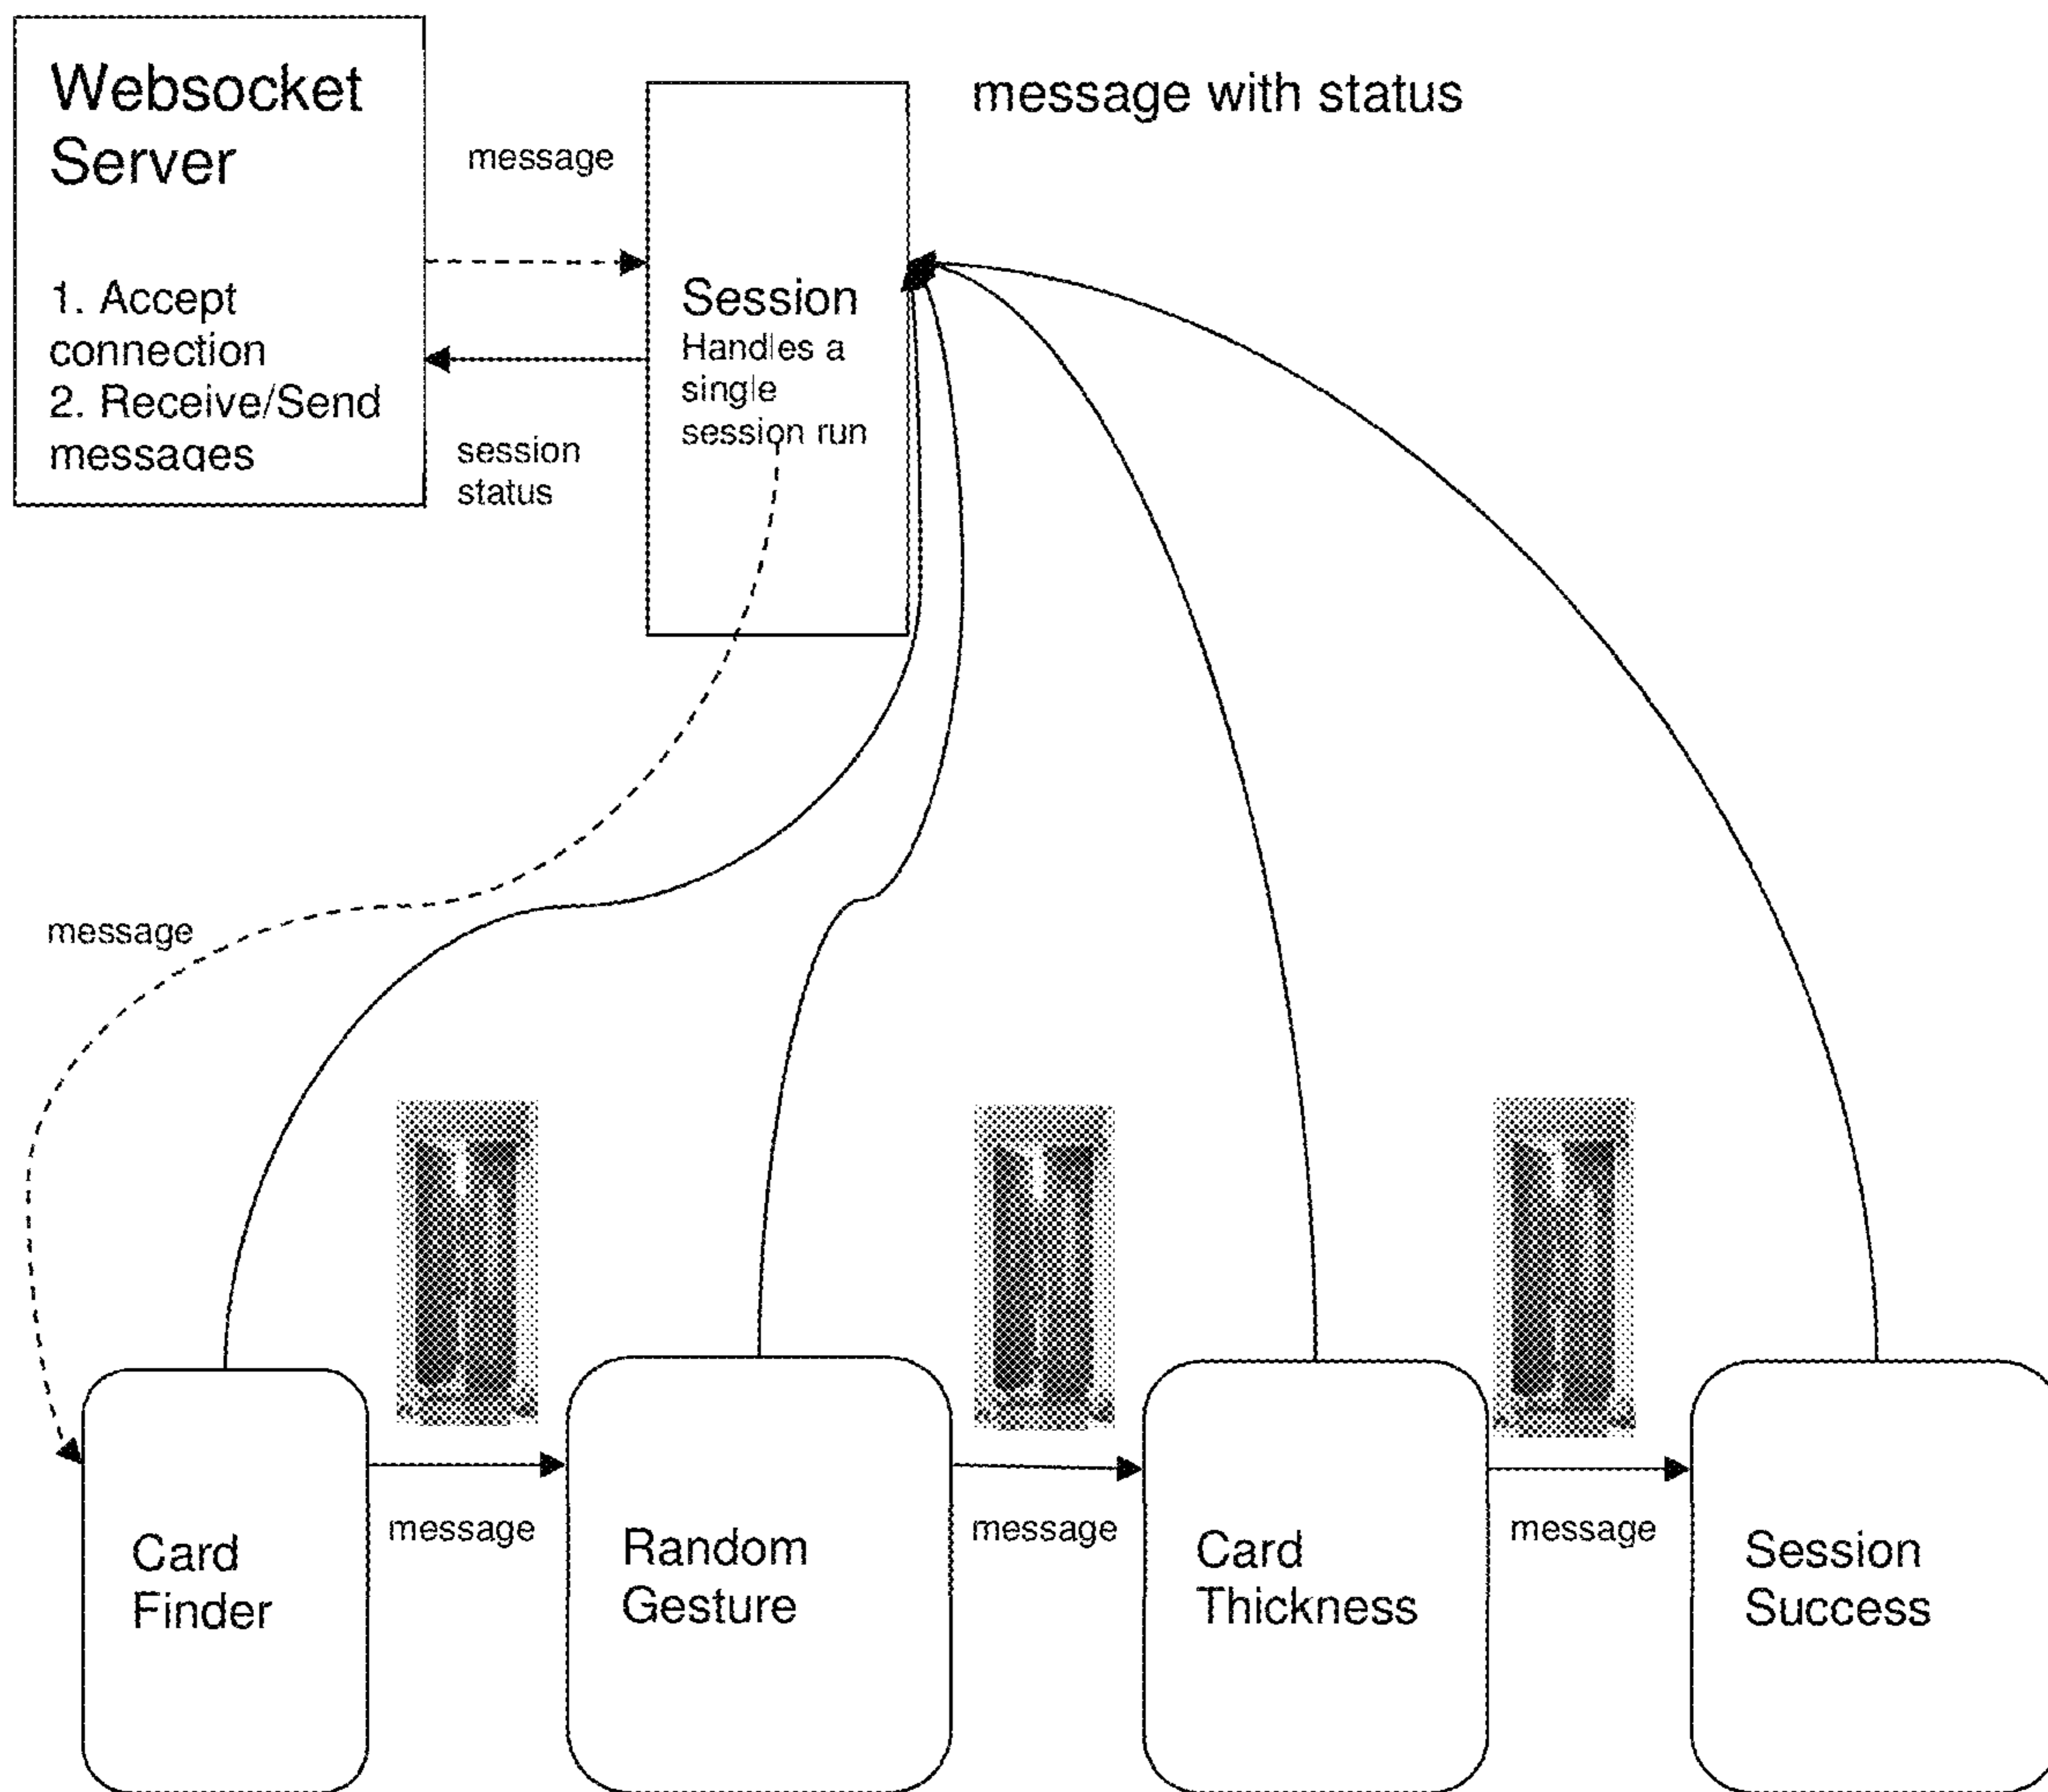 Websocket
Server
1. Accept
connection
2. Receive/Send
messages
message
session
status
Session
Handles a
single
session run
message with status
message
Card
Finder
message
Random
Gesture
message
Card
Thickness
message
Session
Success